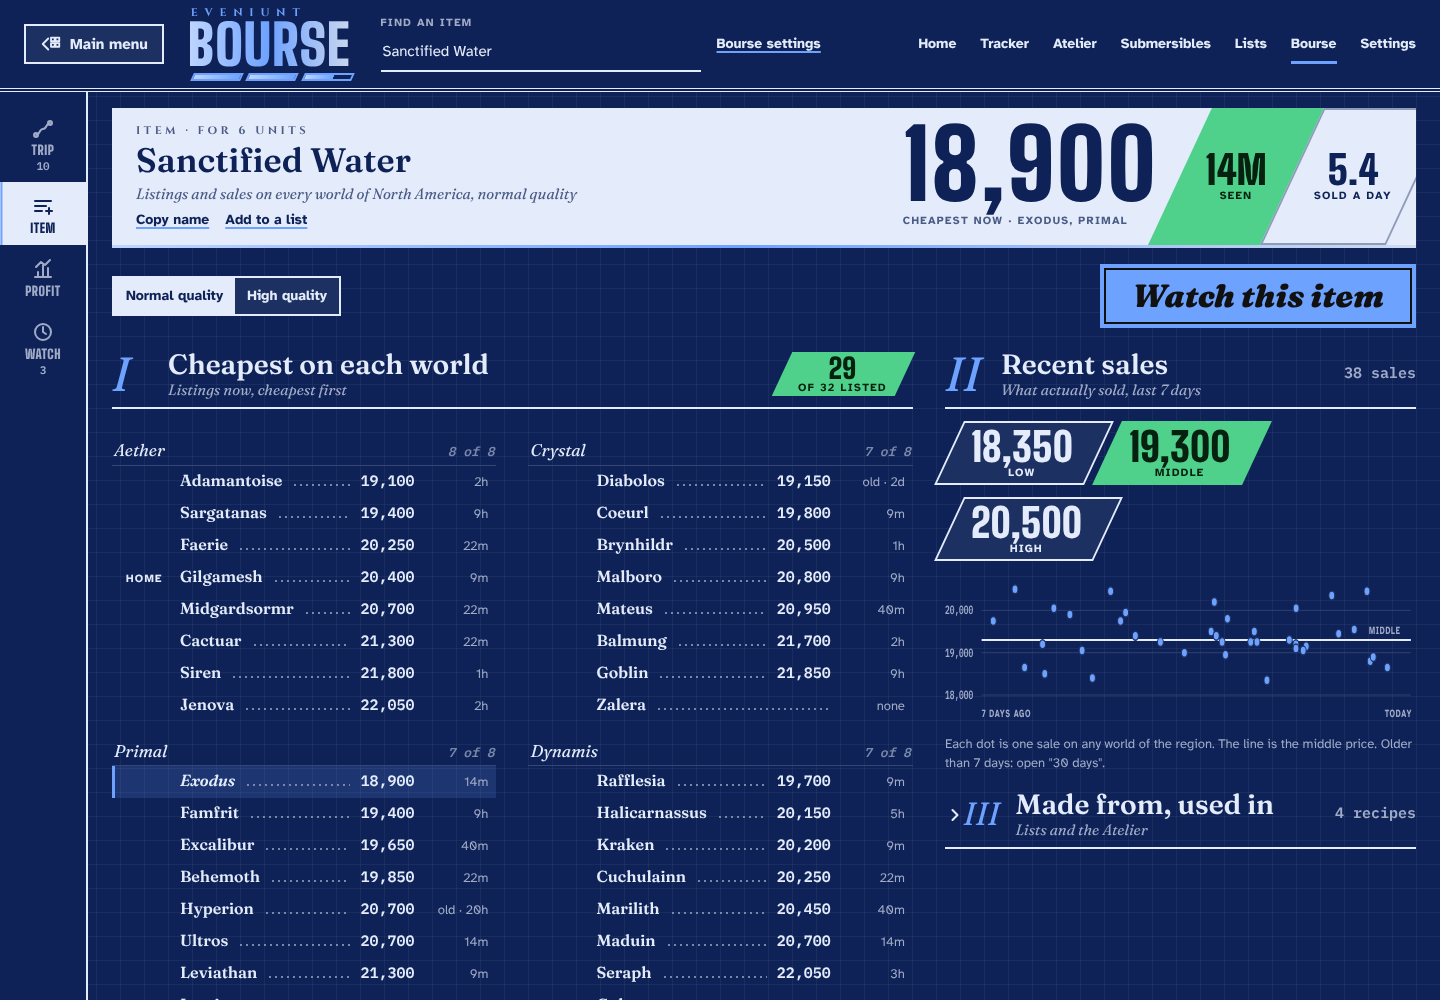 Main menu
EVENIUNT
BOURSE
FIND AN ITEM
Sanctified Water
Bourse settings
Home
Tracker
Atelier
Submersibles
Lists
Bourse
Settings
TRIP
10
ITEM
PROFIT
WATCH
3
ITEM · FOR 6 UNITS
Sanctified Water
Listings and sales on every world of North America, normal quality
Copy name
Add to a list
18,900
CHEAPEST NOW · EXODUS, PRIMAL
14M
SEEN
5.4
SOLD A DAY
Normal quality
High quality
Watch this item
I
Cheapest on each world
Listings now, cheapest first
29
OF 32 LISTED
Aether 8 of 8
Adamantoise 19,100 2h
Sargatanas 19,400 9h
Faerie 20,250 22m
HOME Gilgamesh 20,400 9m
Midgardsormr 20,700 22m
Cactuar 21,300 22m
Siren 21,800 1h
Jenova 22,050 2h
Crystal 7 of 8
Diabolos 19,150 old · 2d
Coeurl 19,800 9m
Brynhildr 20,500 1h
Malboro 20,800 9h
Mateus 20,950 40m
Balmung 21,700 2h
Goblin 21,850 9h
Zalera none
Primal 7 of 8
Exodus 18,900 14m
Famfrit 19,400 9h
Excalibur 19,650 40m
Behemoth 19,850 22m
Hyperion 20,700 old · 20h
Ultros 20,700 14m
Leviathan 21,300 9m
Dynamis 7 of 8
Rafflesia 19,700 9m
Halicarnassus 20,150 5h
Kraken 20,200 9m
Cuchulainn 20,250 22m
Marilith 20,450 40m
Maduin 20,700 14m
Seraph 22,050 3h
II
Recent sales
What actually sold, last 7 days
38 sales
18,350
LOW
19,300
MIDDLE
20,500
HIGH
20,000
MIDDLE
19,000
18,000
7 DAYS AGO
TODAY
Each dot is one sale on any world of the region. The line is the middle price. Older
than 7 days: open "30 days".
III
Made from, used in
Lists and the Atelier
4 recipes